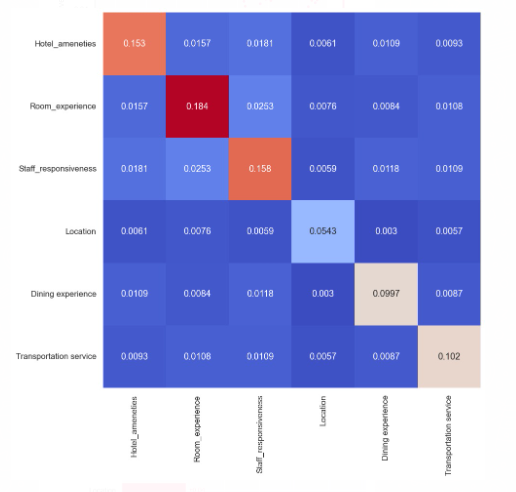 Hotel_ameneties 0.153 0.0157 0.0181 0.0061 0.0109 0.0093
Room_experience 0.0157 0.184 0.0253 0.0076 0.0084 0.0108
Staff_responsiveness 0.0181 0.0253 0.158 0.0059 0.0118 0.0109
Location 0.0061 0.0076 0.0059 0.0543 0.003 0.0057
Dining experience 0.0109 0.0084 0.0118 0.003 0.0997 0.0087
Transportation service 0.0093 0.0108 0.0109 0.0057 0.0087 0.102
Hotel_ameneties
Room_experience
Staff_responsiveness
Location
Dining experience
Transportation service